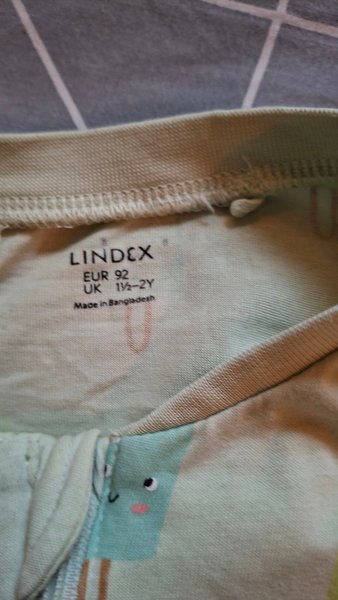 LINDEX
EUR 92
UK 1½–2Y
Made in Bangladesh